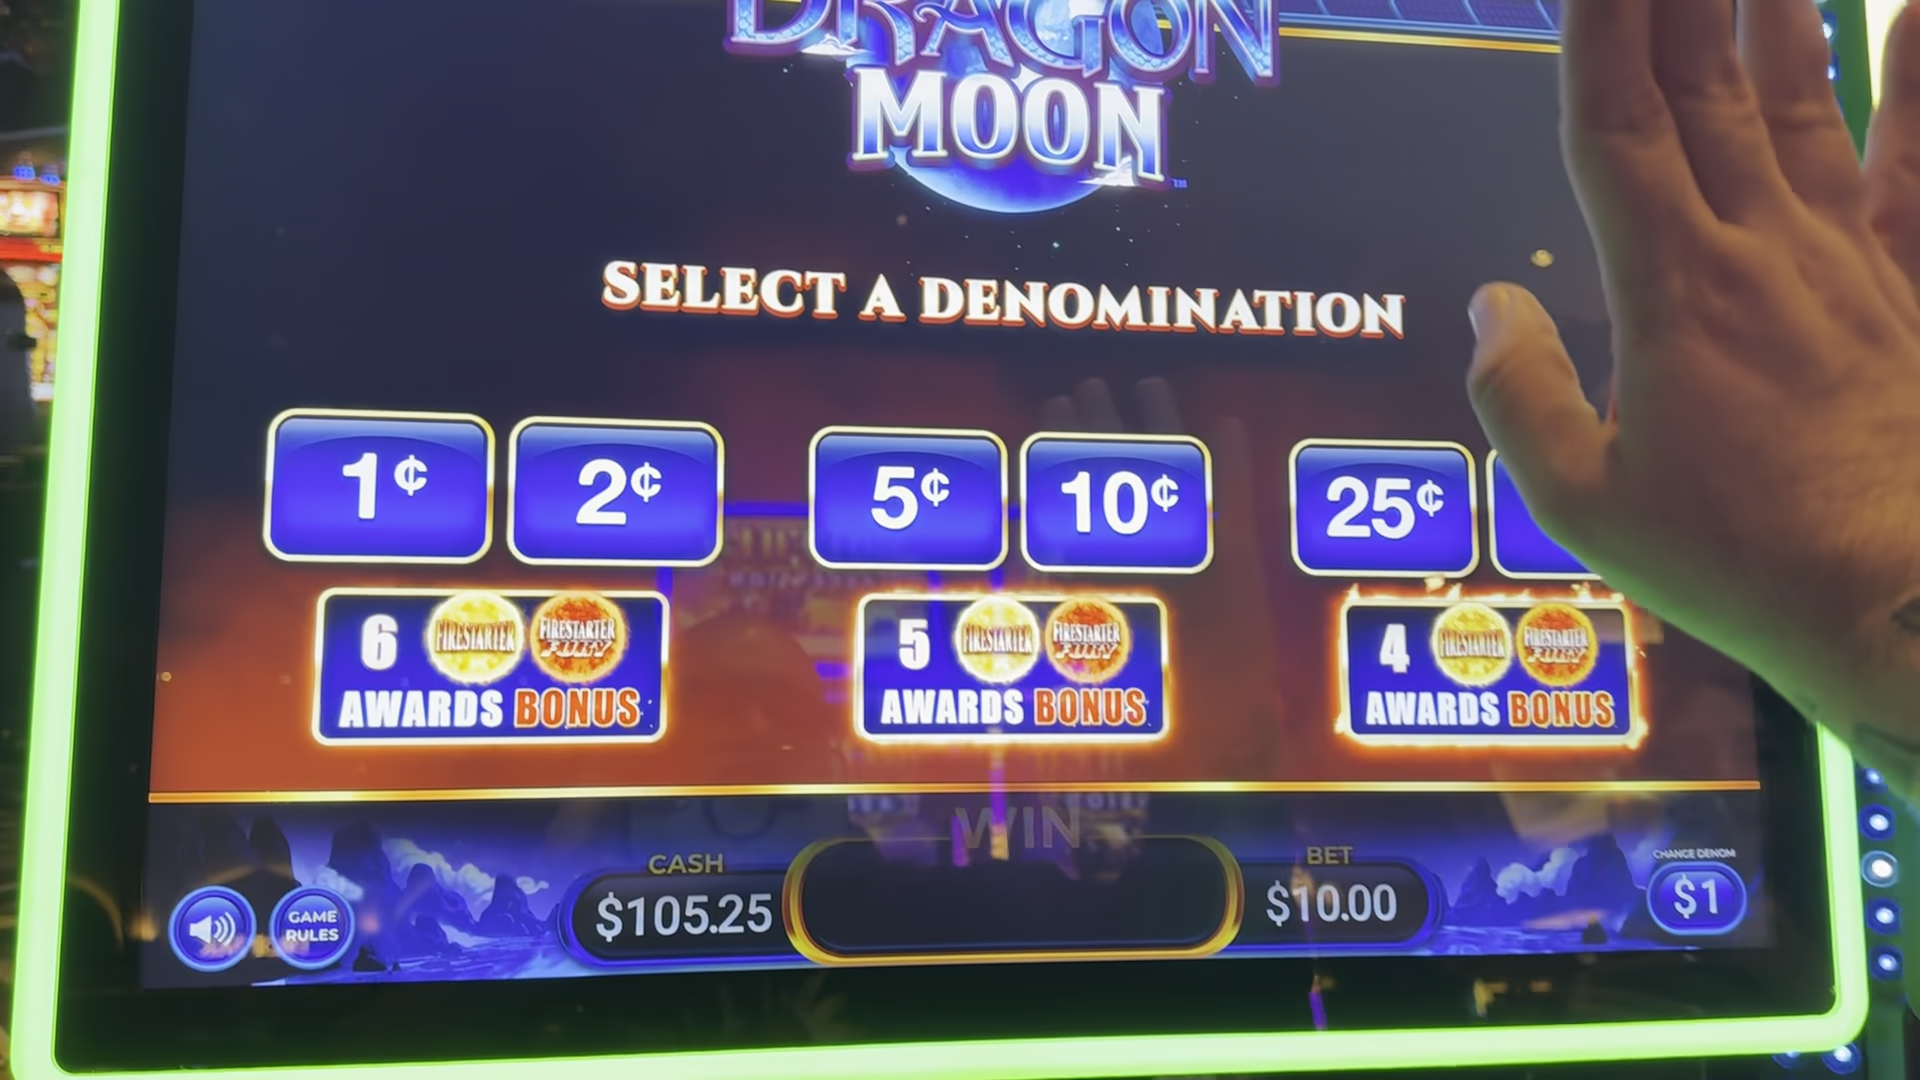 DRAGON
MOON
™
SELECT A DENOMINATION
1¢ 2¢ 5¢ 10¢ 25¢
6 FIRESTARTER FIRESTARTER FURY
AWARDS BONUS
5 FIRESTARTER FIRESTARTER FURY
AWARDS BONUS
4 FIRESTARTER FIRESTARTER FURY
AWARDS BONUS
WIN
CASH
$105.25
BET
$10.00
CHANGE DENOM
$1
GAME
RULES